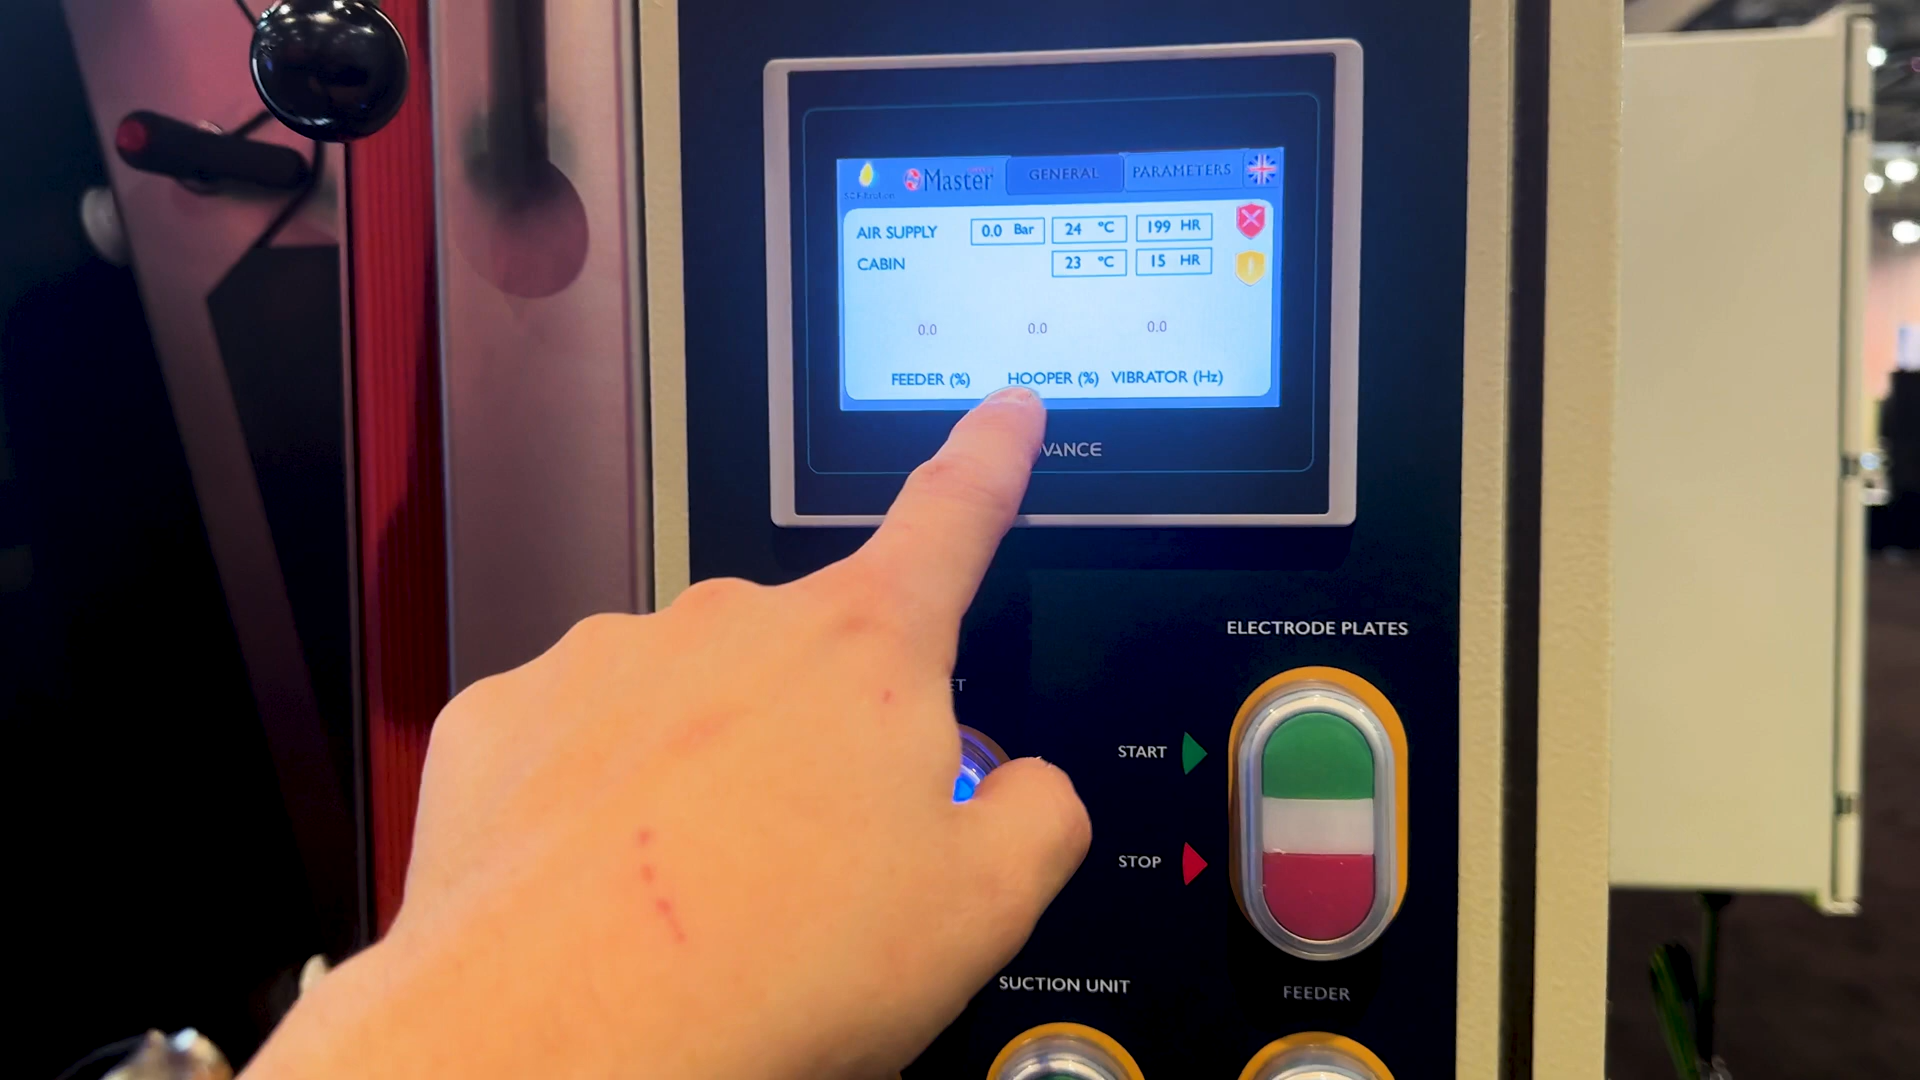 Master GENERAL PARAMETERS
AIR SUPPLY 0.0 Bar 24 °C 199 HR
CABIN 23 °C 15 HR
0.0 0.0 0.0
FEEDER (%) HOOPER (%) VIBRATOR (Hz)
VANCE
ELECTRODE PLATES
ET
START
STOP
SUCTION UNIT
FEEDER